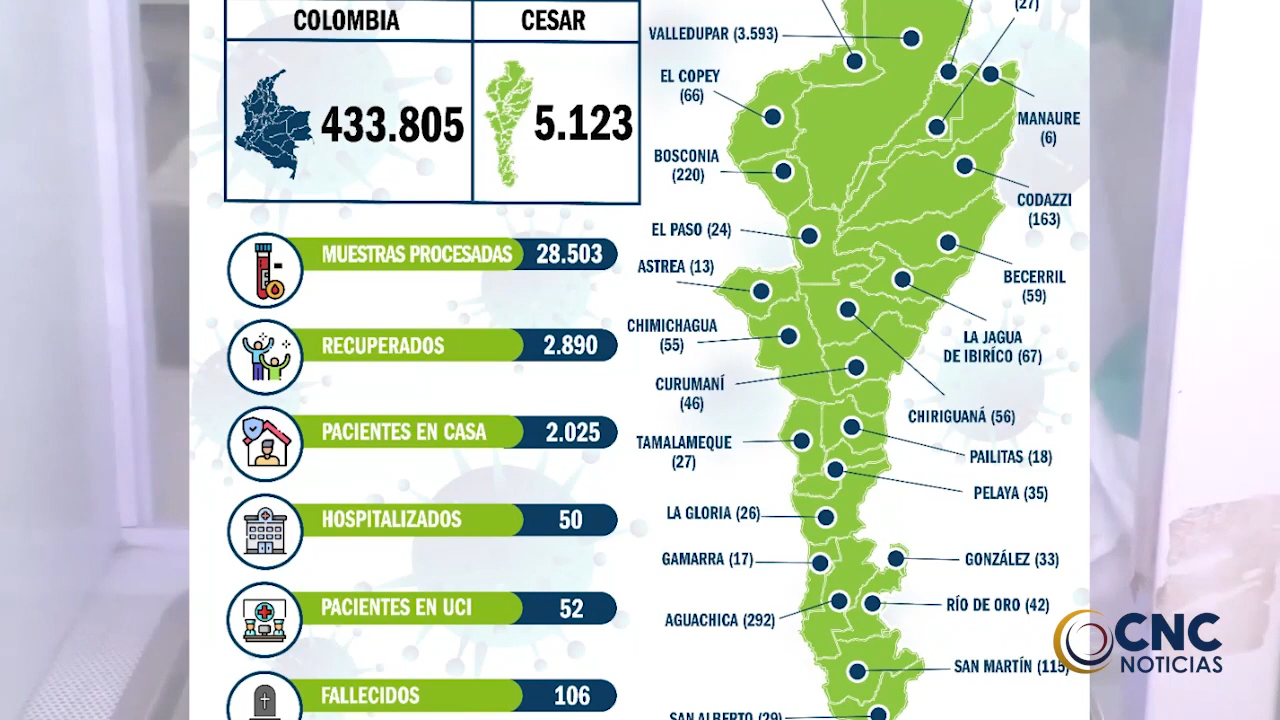 COLOMBIA
CESAR
433.805
5.123
MUESTRAS PROCESADAS 28.503
RECUPERADOS 2.890
PACIENTES EN CASA 2.025
HOSPITALIZADOS 50
PACIENTES EN UCI 52
FALLECIDOS 106
(27)
VALLEDUPAR (3.593)
EL COPEY
(66)
MANAURE
(6)
BOSCONIA
(220)
CODAZZI
(163)
EL PASO (24)
ASTREA (13)
BECERRIL
(59)
CHIMICHAGUA
(55)
LA JAGUA
DE IBIRÍCO (67)
CURUMANÍ
(46)
CHIRIGUANÁ (56)
TAMALAMEQUE
(27)
PAILITAS (18)
PELAYA (35)
LA GLORIA (26)
GAMARRA (17)
GONZÁLEZ (33)
RÍO DE ORO (42)
AGUACHICA (292)
SAN MARTÍN (115)
SAN ALBERTO (29)
CNC
NOTICIAS